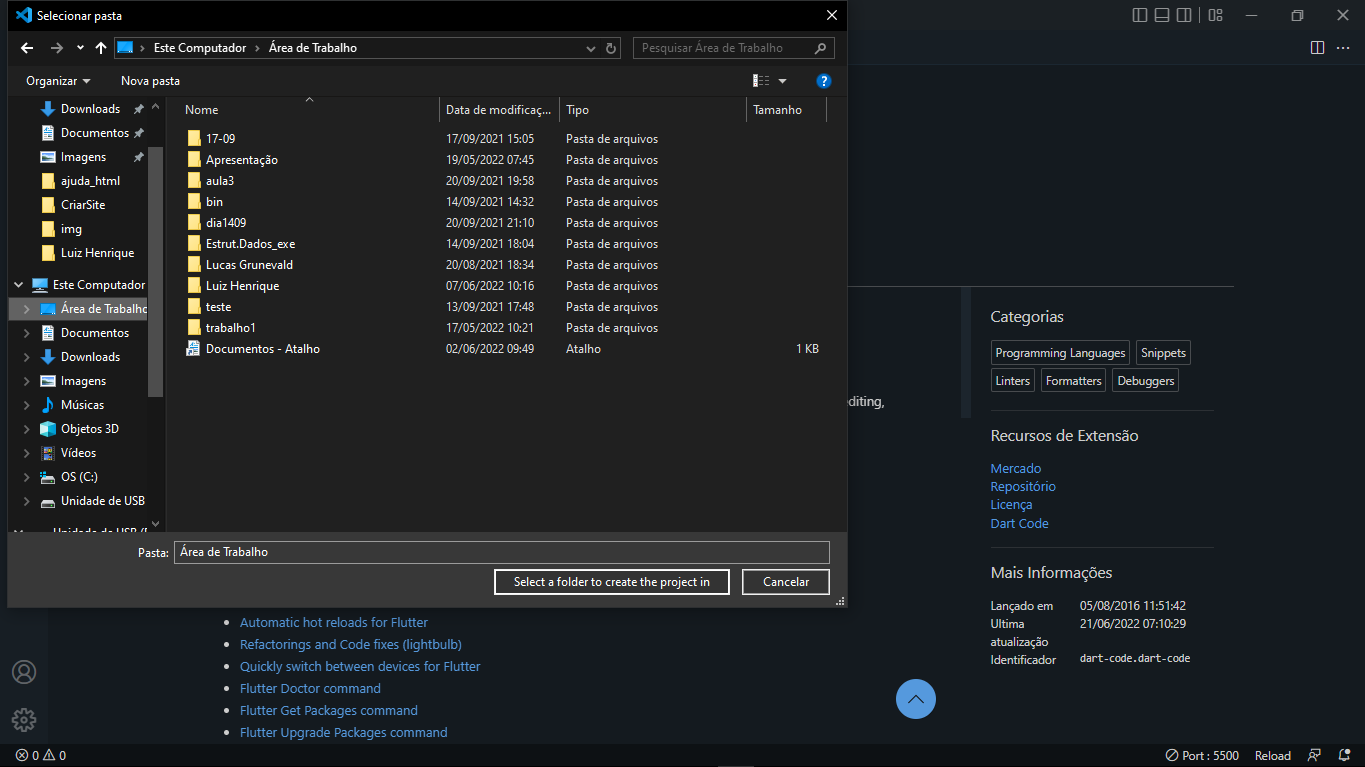 Selecionar pasta
Este Computador
Área de Trabalho
Pesquisar Área de Trabalho
Organizar
Nova pasta
?
Downloads
Documentos
Imagens
ajuda_html
CriarSite
img
Luiz Henrique
Este Computador
Área de Trabalho
Documentos
Downloads
Imagens
Músicas
Objetos 3D
Vídeos
OS (C:)
Unidade de USB
Nome Data de modificaç... Tipo Tamanho
17-09 17/09/2021 15:05 Pasta de arquivos
Apresentação 19/05/2022 07:45 Pasta de arquivos
aula3 20/09/2021 19:58 Pasta de arquivos
bin 14/09/2021 14:32 Pasta de arquivos
dia1409 20/09/2021 21:10 Pasta de arquivos
Estrut.Dados_exe 14/09/2021 18:04 Pasta de arquivos
Lucas Grunevald 20/08/2021 18:34 Pasta de arquivos
Luiz Henrique 07/06/2022 10:16 Pasta de arquivos
teste 13/09/2021 17:48 Pasta de arquivos
trabalho1 17/05/2022 10:21 Pasta de arquivos
Documentos - Atalho 02/06/2022 09:49 Atalho 1 KB
Pasta: Área de Trabalho
Select a folder to create the project in
Cancelar
diting,
Categorias
Programming Languages Snippets
Linters Formatters Debuggers
Recursos de Extensão
Mercado
Repositório
Licença
Dart Code
Mais Informações
Lançado em 05/08/2016 11:51:42
Ultima 21/06/2022 07:10:29
atualização
Identificador dart-code.dart-code
Automatic hot reloads for Flutter
Refactorings and Code fixes (lightbulb)
Quickly switch between devices for Flutter
Flutter Doctor command
Flutter Get Packages command
Flutter Upgrade Packages command
0 0
Port : 5500 Reload